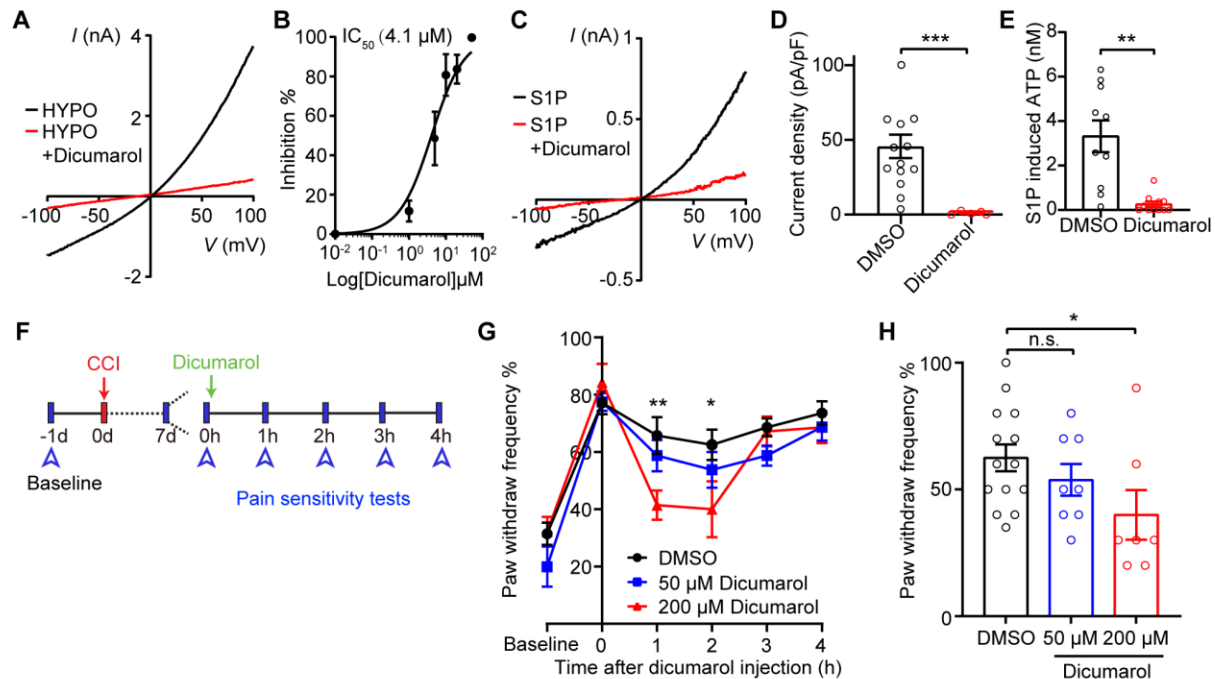 A
I (nA)
4
2
HYPO
HYPO
+Dicumarol
-100
-50
50
100
V (mV)
-2
B
IC50 (4.1 µM)
Inhibition %
100
80
60
40
20
0
10-2
10-1
100
101
102
Log[Dicumarol]µM
C
I (nA)
1
0.5
S1P
S1P
+Dicumarol
-100
-50
50
100
V (mV)
-0.5
D
***
Current density (pA/pF)
100
50
0
DMSO
Dicumarol
E
**
S1P induced ATP (nM)
8
6
4
2
0
DMSO Dicumarol
F
CCI
Dicumarol
-1d
0d
7d
0h
1h
2h
3h
4h
Baseline
Pain sensitivity tests
G
Paw withdraw frequency %
100
80
60
40
20
**
*
DMSO
50 µM Dicumarol
200 µM Dicumarol
Baseline
0
1
2
3
4
Time after dicumarol injection (h)
H
*
n.s.
Paw withdraw frequency %
100
50
0
DMSO
50 µM
200 µM
Dicumarol